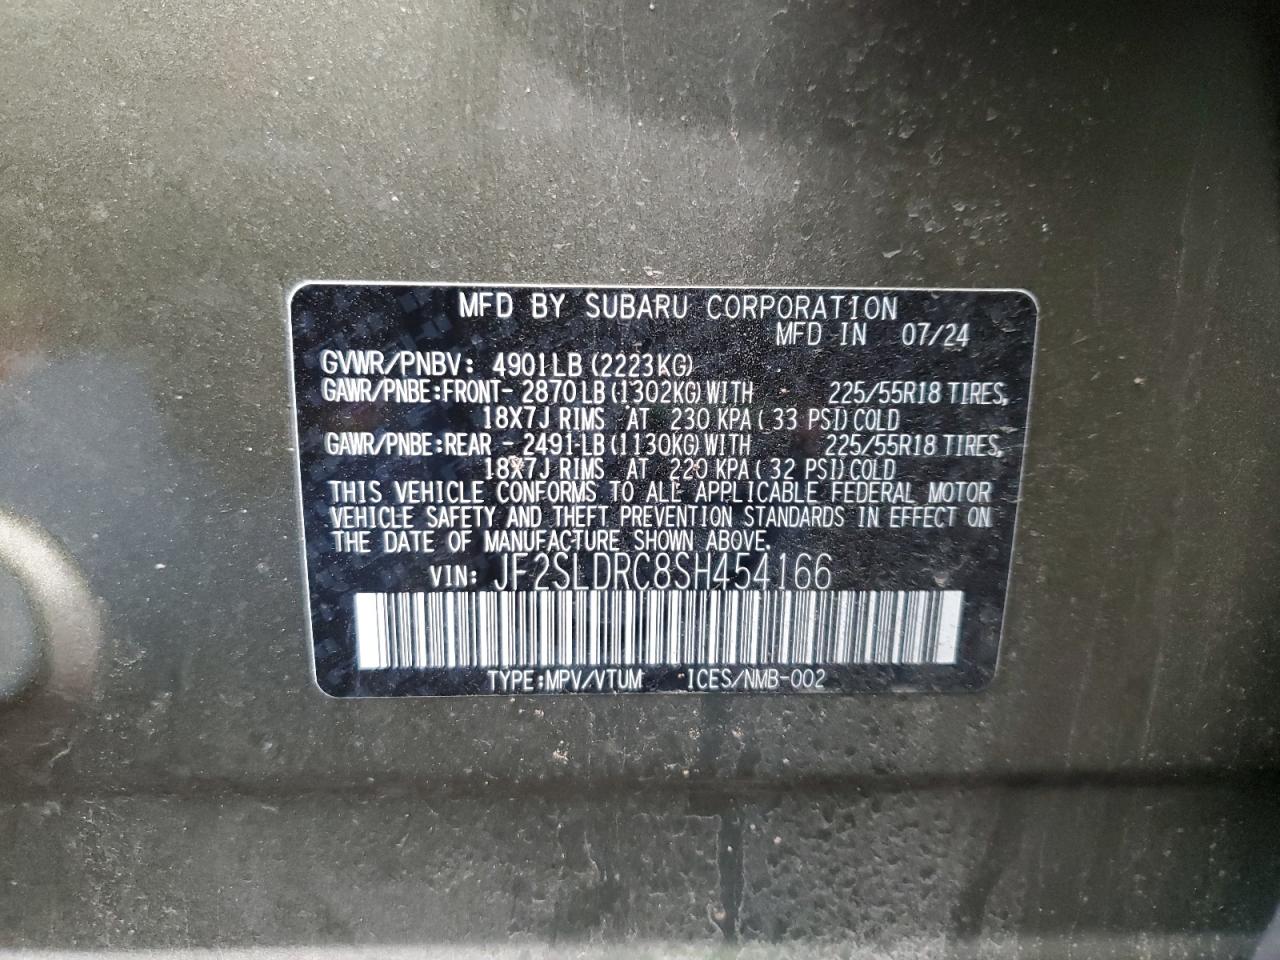 MFD BY SUBARU CORPORATION
MFD IN 07/24
GVWR/PNBV: 4901LB (2223KG)
GAWR/PNBE:FRONT- 2870LB (1302KG) WITH 225/55R18 TIRES,
18X7J RIMS AT 230 KPA ( 33 PSI) COLD
GAWR/PNBE:REAR - 2491-LB (1130KG) WITH 225/55R18 TIRES,
18X7J RIMS AT 220 KPA ( 32 PSI) COLD
THIS VEHICLE CONFORMS TO ALL APPLICABLE FEDERAL MOTOR
VEHICLE SAFETY AND THEFT PREVENTION STANDARDS IN EFFECT ON
THE DATE OF MANUFACTURE SHOWN ABOVE.
VIN: JF2SLDRC8SH454166
TYPE:MPV/VTUM ICES/NMB-002